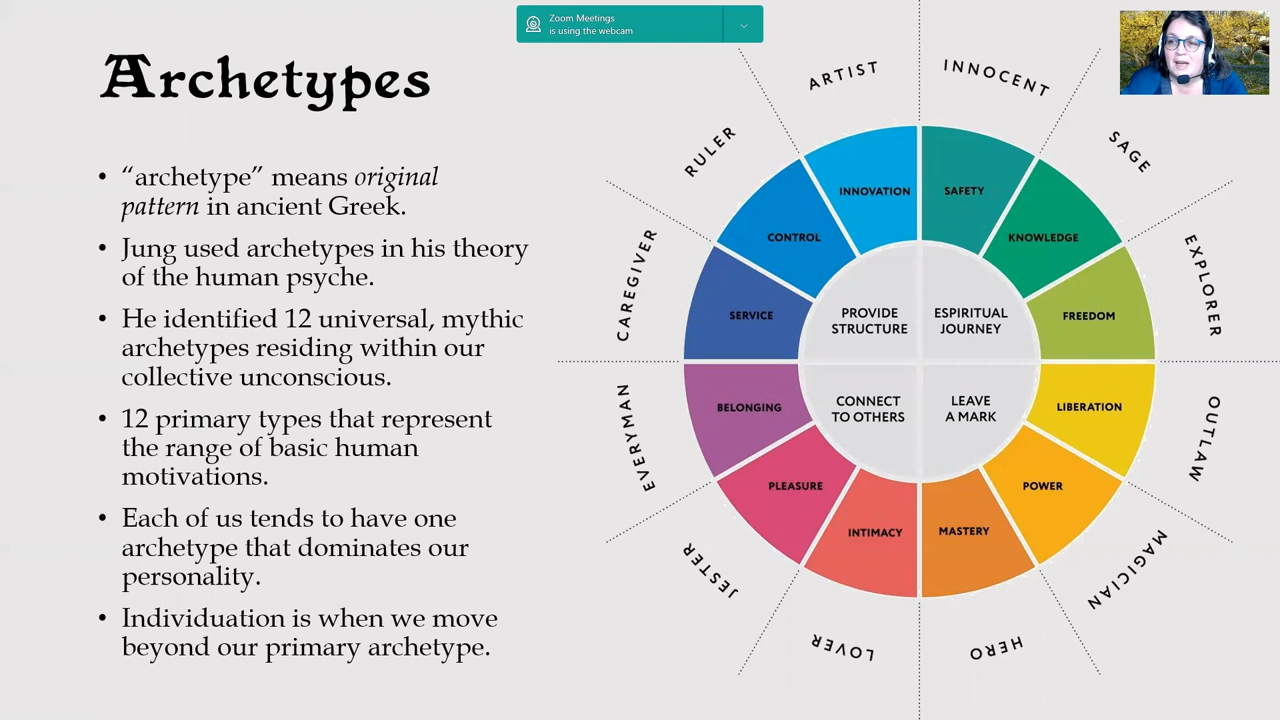 Zoom Meetings
is using the webcam
Archetypes
• “archetype” means original
pattern in ancient Greek.
• Jung used archetypes in his theory
of the human psyche.
• He identified 12 universal, mythic
archetypes residing within our
collective unconscious.
• 12 primary types that represent
the range of basic human
motivations.
• Each of us tends to have one
archetype that dominates our
personality.
• Individuation is when we move
beyond our primary archetype.
ARTIST
INNOCENT
SAGE
EXPLORER
OUTLAW
MAGICIAN
HERO
LOVER
JESTER
EVERYMAN
CAREGIVER
RULER
INNOVATION
SAFETY
KNOWLEDGE
FREEDOM
LIBERATION
POWER
MASTERY
INTIMACY
PLEASURE
BELONGING
SERVICE
CONTROL
PROVIDE
STRUCTURE
ESPIRITUAL
JOURNEY
CONNECT
TO OTHERS
LEAVE
A MARK